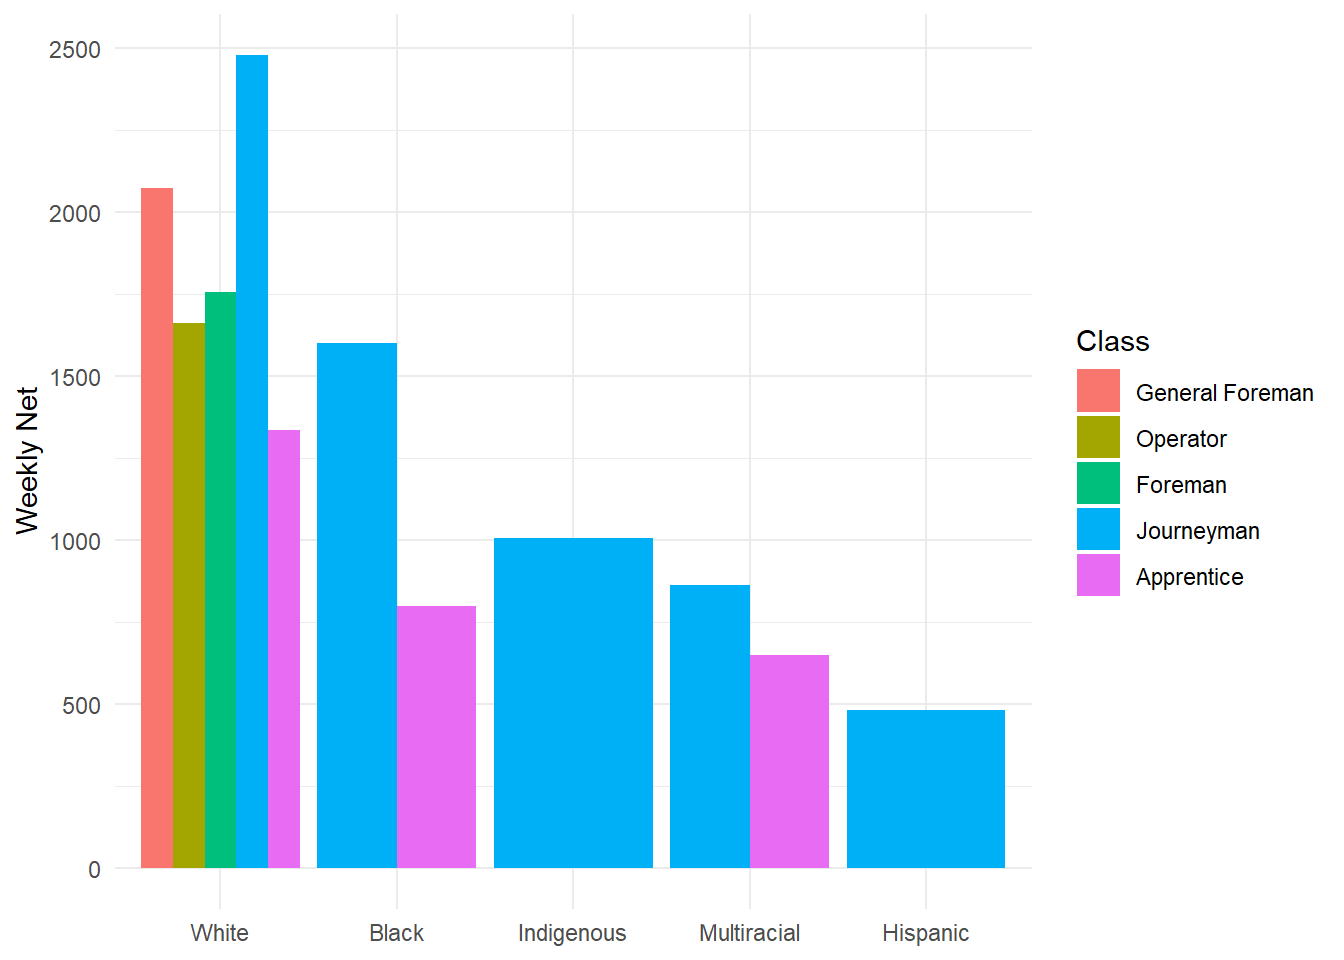 Weekly Net
2500
2000
1500
1000
500
0
White
Black
Indigenous
Multiracial
Hispanic
Class
General Foreman
Operator
Foreman
Journeyman
Apprentice